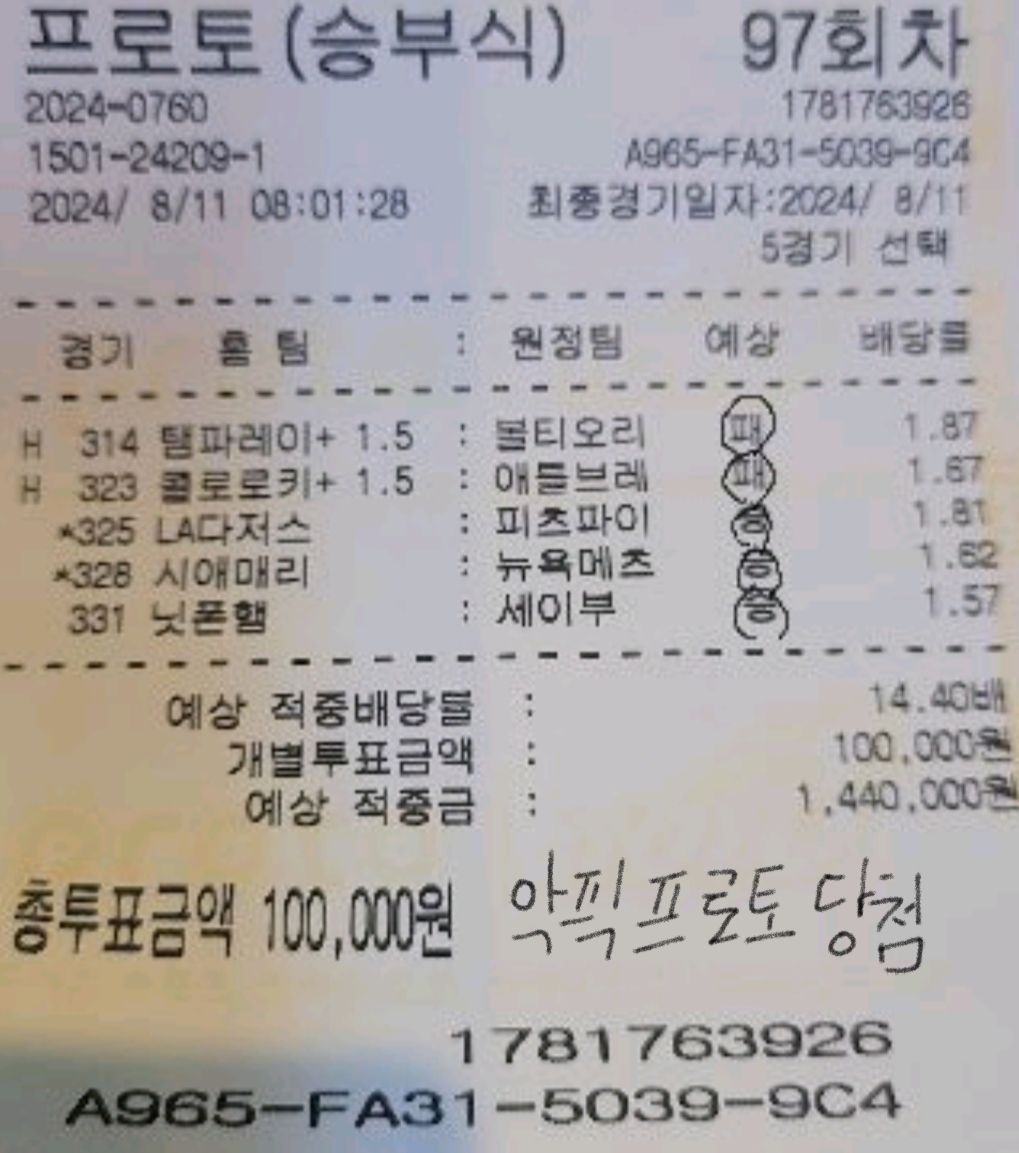 프로토(승부식) 97회차
2024-0760 1781763926
1501-24209-1 A965-FA31-5039-9C4
2024/ 8/11 08:01:28 최종경기일자:2024/ 8/11
5경기 선택
경기 홈 팀 : 원정팀 예상 배당률
H 314 탬파레이+ 1.5 : 볼티오리 패 1.87
H 323 콜로로키+ 1.5 : 애틀브레 패 1.67
*325 LA다저스 : 피츠파이 승 1.81
*328 시애매리 : 뉴욕메츠 승 1.62
331 닛폰햄 : 세이부 승 1.57
예상 적중배당률 : 14.40배
개별투표금액 : 100,000원
예상 적중금 : 1,440,000원
총투표금액 100,000원 악픽프로토 당첨
1781763926
A965-FA31-5039-9C4